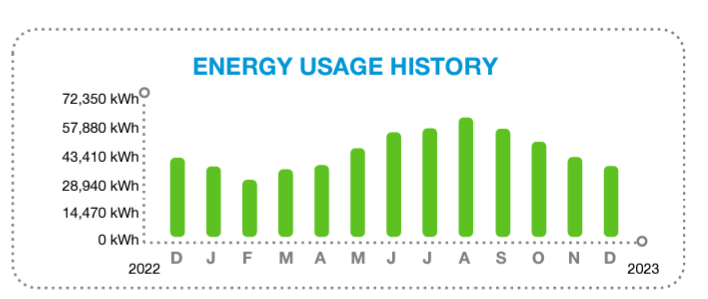 ENERGY USAGE HISTORY
72,350 kWh
57,880 kWh
43,410 kWh
28,940 kWh
14,470 kWh
0 kWh
D J F M A M J J A S O N D
2022 2023